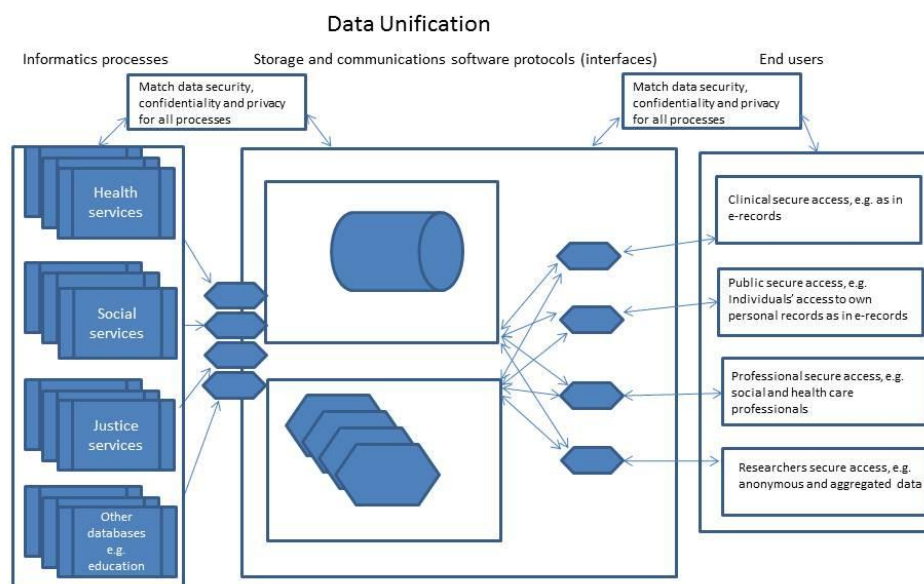 Data Unification
Informatics processes
Storage and communications software protocols (interfaces)
End users
Match data security,
confidentiality and privacy
for all processes
Match data security,
confidentiality and privacy
for all processes
Health
services
Social
services
Justice
services
Other
databases
e.g.
education
Clinical secure access, e.g. as in
e-records
Public secure access, e.g.
Individuals' access to own
personal records as in e-records
Professional secure access, e.g.
social and health care
professionals
Researchers secure access, e.g.
anonymous and aggregated data